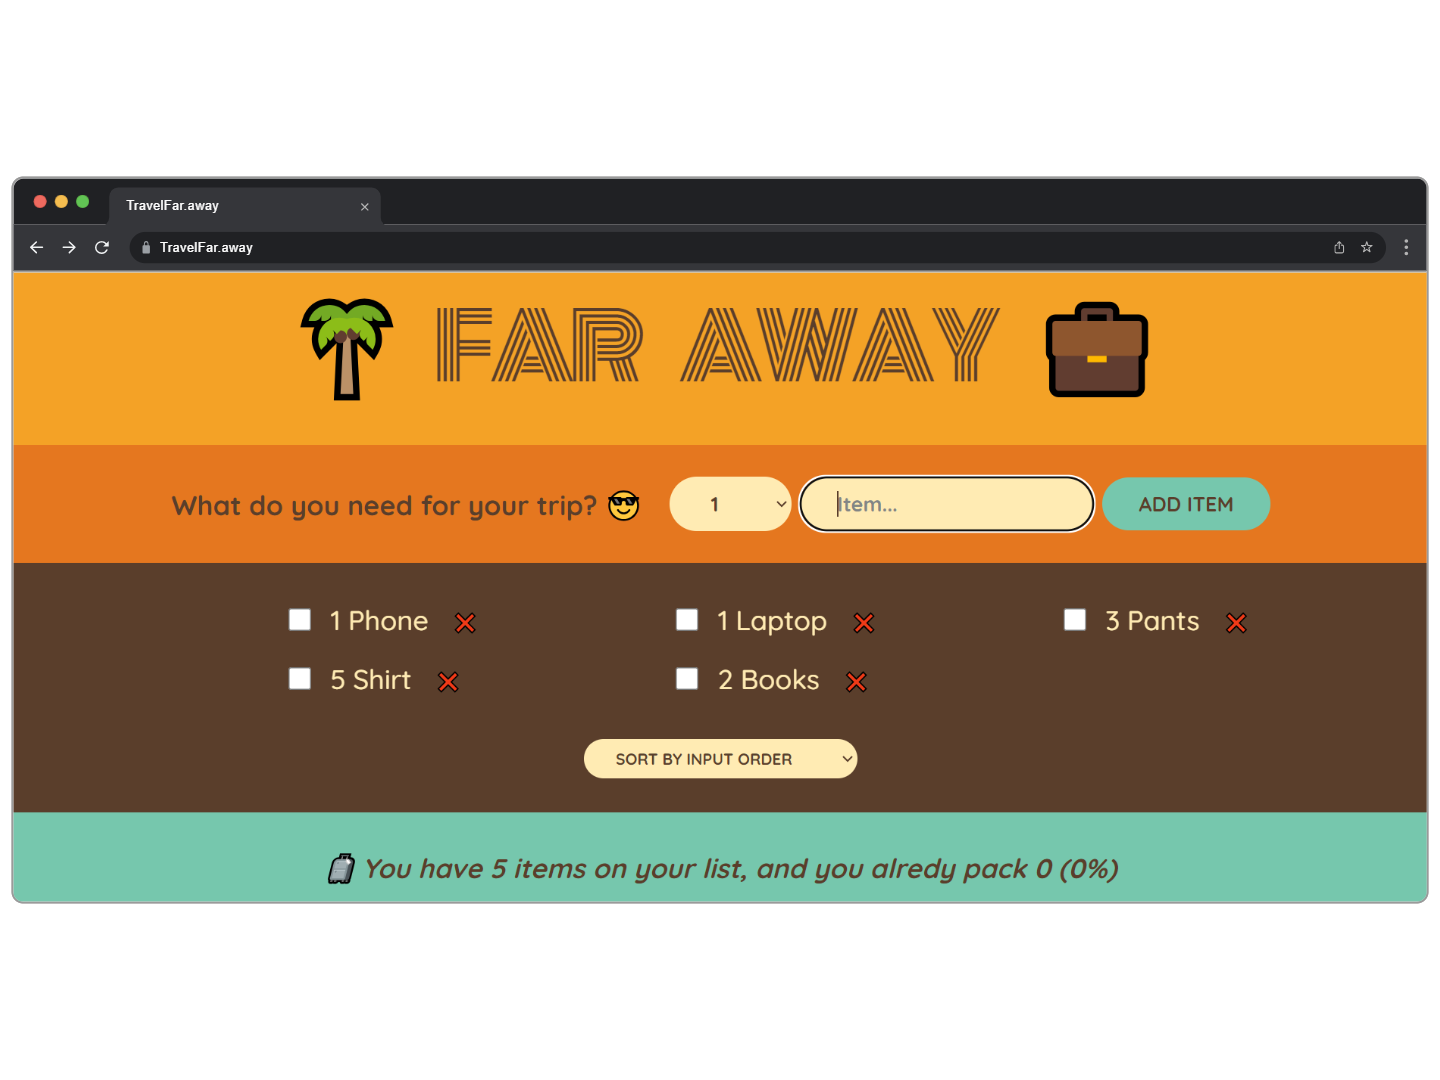 TravelFar.away
TravelFar.away
FAR AWAY
What do you need for your trip? 😎 1 Item... ADD ITEM
1 Phone ❌ 1 Laptop ❌ 3 Pants ❌
5 Shirt ❌ 2 Books ❌
SORT BY INPUT ORDER
You have 5 items on your list, and you alredy pack 0 (0%)